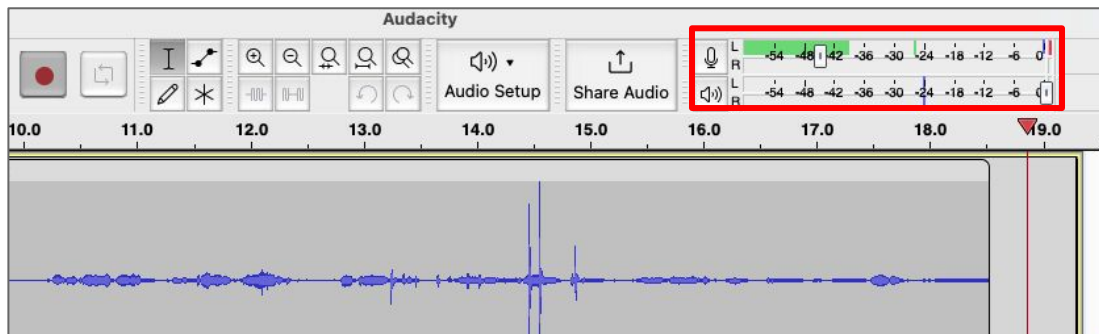 Audacity
L
R
-54 -48 -42 -36 -30 -24 -18 -12 -6 0
Audio Setup
Share Audio
L
R
-54 -48 -42 -36 -30 -24 -18 -12 -6 0
10.0 11.0 12.0 13.0 14.0 15.0 16.0 17.0 18.0 19.0